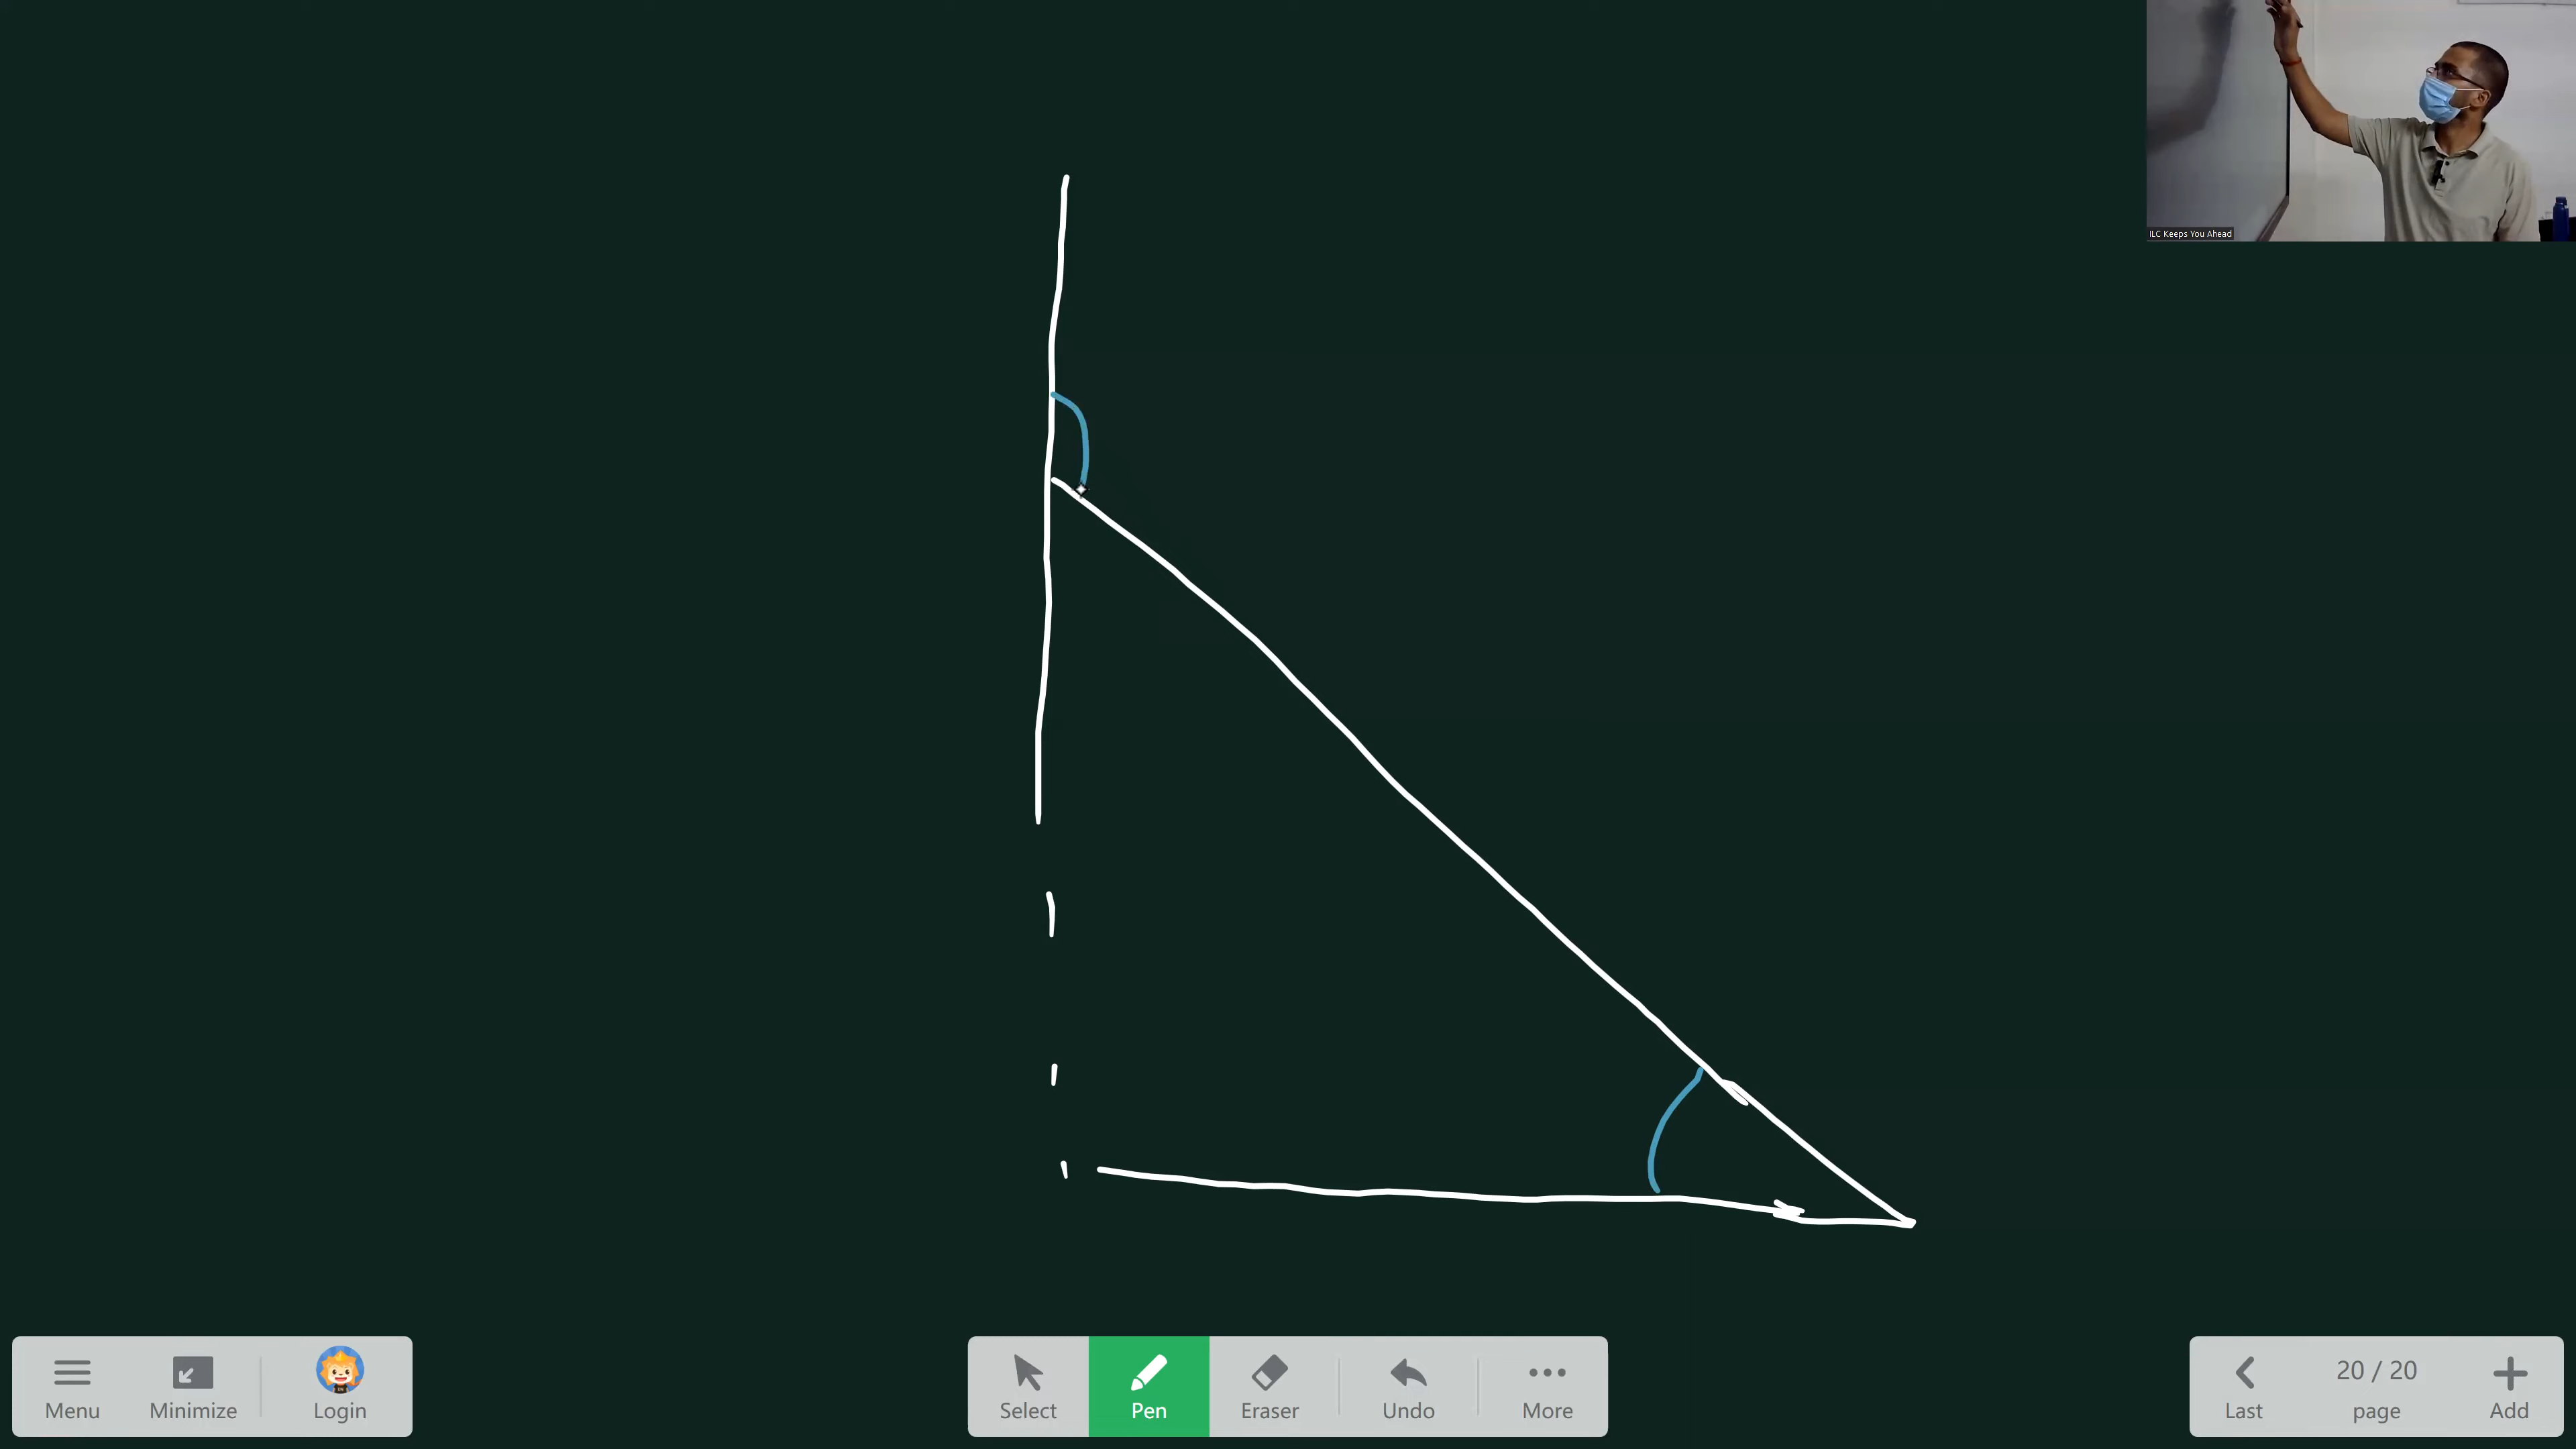 ILC Keeps You Ahead
Menu
Minimize
Login
Select
Pen
Eraser
Undo
More
Last
20 / 20
page
Add